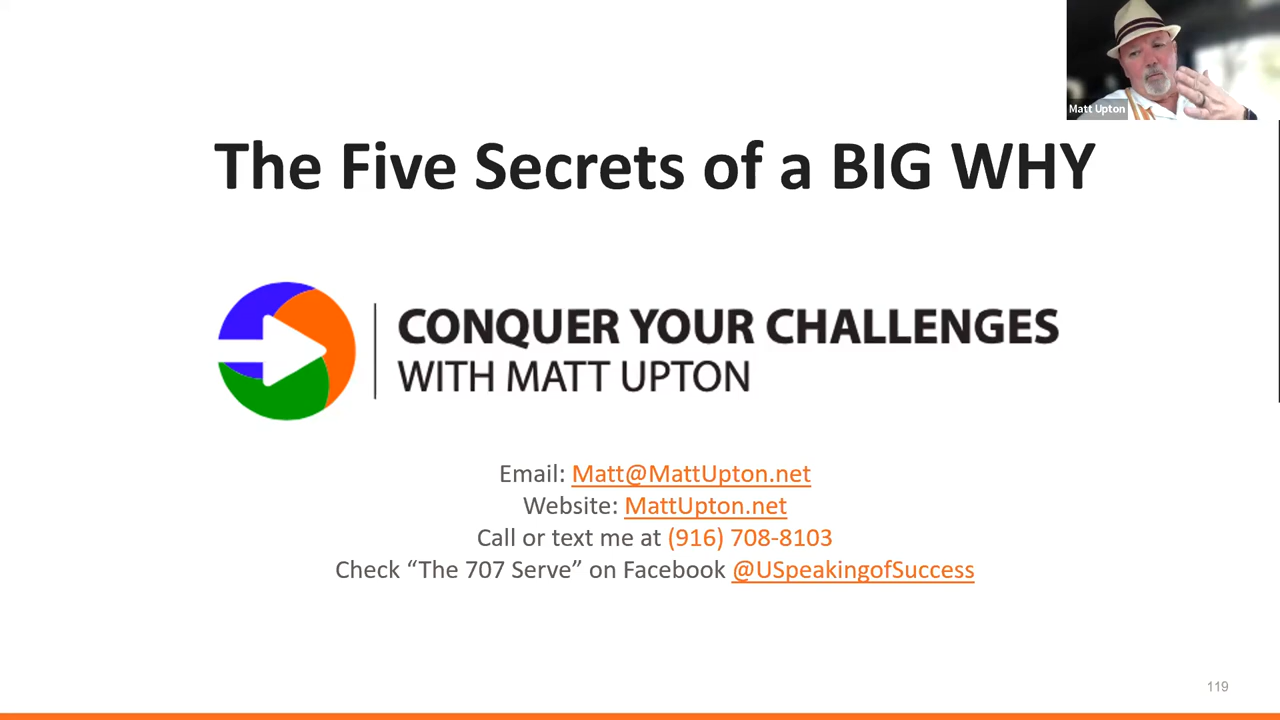 Matt Upton
The Five Secrets of a BIG WHY
CONQUER YOUR CHALLENGES
WITH MATT UPTON
Email: Matt@MattUpton.net
Website: MattUpton.net
Call or text me at (916) 708-8103
Check “The 707 Serve” on Facebook @USpeakingofSuccess
119